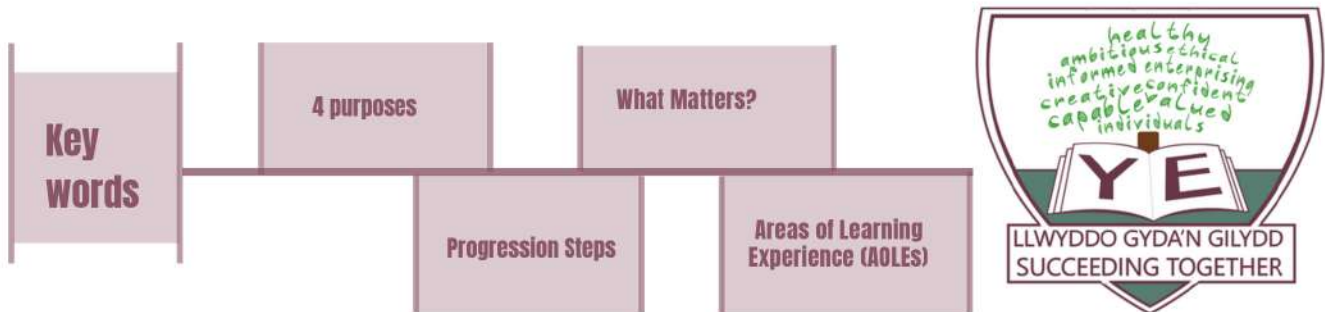 Key
words
4 purposes
What Matters?
Progression Steps
Areas of Learning
Experience (AOLEs)
healthy
ambitious ethical
informed enterprising
creative confident
capable valued
individuals
Y E
LLWYDDO GYDA'N GILYDD
SUCCEEDING TOGETHER